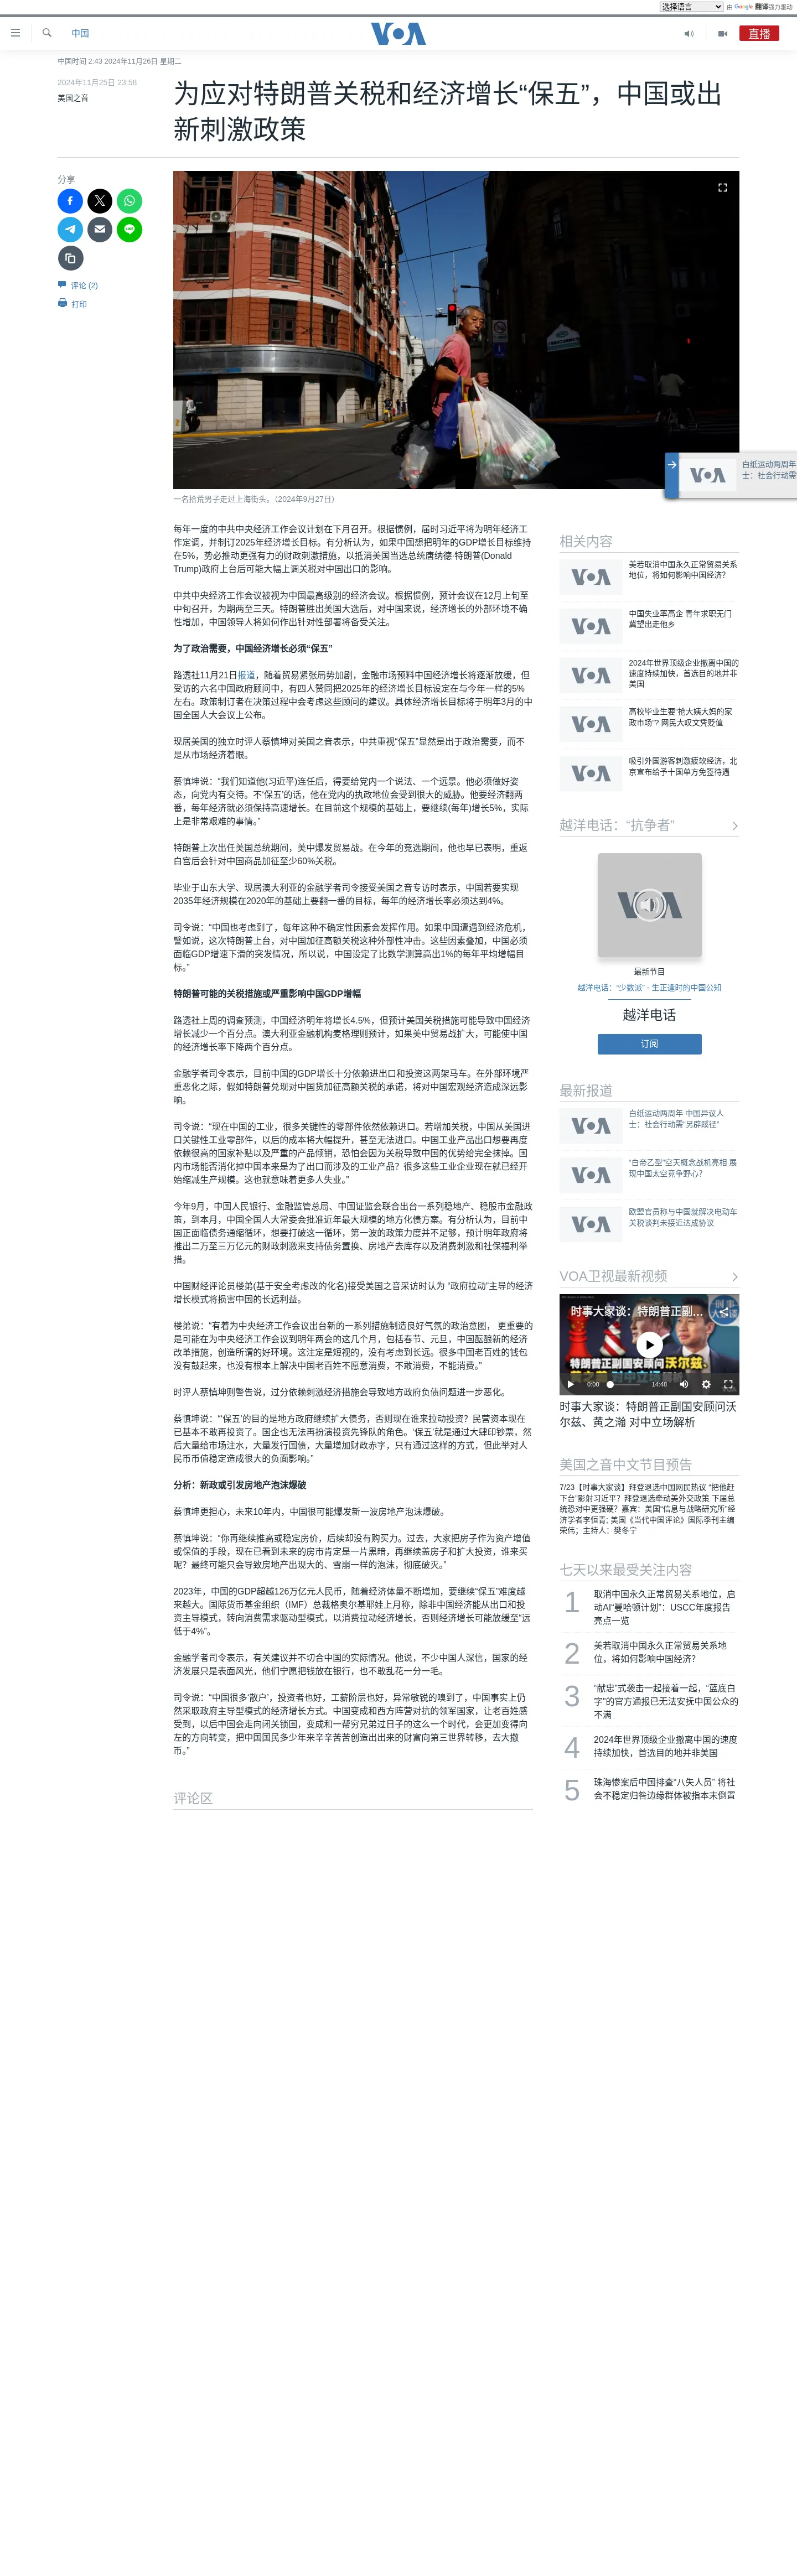 选择语言
由 Google 翻译强力驱动
中国
VOA
直播
中国时间 2:43 2024年11月26日 星期二
2024年11月25日 23:58
美国之音
为应对特朗普关税和经济增长“保五”，中国或出
新刺激政策
分享
评论 (2)
打印
一名拾荒男子走过上海街头。（2024年9月27日）
VOA
白纸运动两周年
士：社会行动需
每年一度的中共中央经济工作会议计划在下月召开。根据惯例，届时习近平将为明年经济工
作定调，并制订2025年经济增长目标。有分析认为，如果中国想把明年的GDP增长目标维持
在5%，势必推动更强有力的财政刺激措施，以抵消美国当选总统唐纳德·特朗普(Donald
Trump)政府上台后可能大幅上调关税对中国出口的影响。
中共中央经济工作会议被视为中国最高级别的经济会议。根据惯例，预计会议在12月上旬至
中旬召开，为期两至三天。特朗普胜出美国大选后，对中国来说，经济增长的外部环境不确
性增加，中国领导人将如何作出针对性部署将备受关注。
为了政治需要，中国经济增长必须“保五”
路透社11月21日报道，随着贸易紧张局势加剧，金融市场预料中国经济增长将逐渐放缓，但
受访的六名中国政府顾问中，有四人赞同把2025年的经济增长目标设定在与今年一样的5%
左右。政策制订者在决策过程中会考虑这些顾问的建议。具体经济增长目标将于明年3月的中
国全国人大会议上公布。
现居美国的独立时评人蔡慎坤对美国之音表示，中共重视“保五”显然是出于政治需要，而不
是从市场经济着眼。
蔡慎坤说：“我们知道他(习近平)连任后，得要给党内一个说法、一个远景。他必须做好姿
态，向党内有交待。不‘保五’的话，他在党内的执政地位会受到很大的威胁。他要经济翻两
番，每年经济就必须保持高速增长。在目前这个规模的基础上，要继续(每年)增长5%，实际
上是非常艰难的事情。”
特朗普上次出任美国总统期间，美中爆发贸易战。在今年的竞选期间，他也早已表明，重返
白宫后会针对中国商品加征至少60%关税。
毕业于山东大学、现居澳大利亚的金融学者司令接受美国之音专访时表示，中国若要实现
2035年经济规模在2020年的基础上要翻一番的目标，每年的经济增长率必须达到4%。
司令说：“中国也考虑到了，每年这种不确定性因素会发挥作用。如果中国遭遇到经济危机，
譬如说，这次特朗普上台，对中国加征高额关税这种外部性冲击。这些因素叠加，中国必须
面临GDP增速下滑的突发情况，所以说，中国设定了比数学测算高出1%的每年平均增幅目
标。”
特朗普可能的关税措施或严重影响中国GDP增幅
路透社上周的调查预测，中国经济明年将增长4.5%，但预计美国关税措施可能导致中国经济
增长减少一个百分点。澳大利亚金融机构麦格理则预计，如果美中贸易战扩大，可能使中国
的经济增长率下降两个百分点。
金融学者司令表示，目前中国的GDP增长十分依赖进出口和投资这两架马车。在外部环境严
重恶化之际，假如特朗普兑现对中国货加征高额关税的承诺，将对中国宏观经济造成深远影
响。
司令说：“现在中国的工业，很多关键性的零部件依然依赖进口。若增加关税，中国从美国进
口关键性工业零部件，以后的成本将大幅提升，甚至无法进口。中国工业产品出口想要再度
依赖很高的国家补贴以及严重的产品倾销，恐怕会因为关税导致中国的优势给完全抹掉。国
内市场能否消化掉中国本来是为了出口而涉及的工业产品？很多这些工业企业现在就已经开
始缩减生产规模。这也就意味着更多人失业。”
今年9月，中国人民银行、金融监管总局、中国证监会联合出台一系列稳地产、稳股市金融政
策，到本月，中国全国人大常委会批准近年最大规模的地方化债方案。有分析认为，目前中
国正面临债务通缩循环，想要打破这一循环，第一波的政策力度并不足够，预计明年政府将
推出二万至三万亿元的财政刺激来支持债务置换、房地产去库存以及消费刺激和社保福利举
措。
中国财经评论员楼弟(基于安全考虑改的化名)接受美国之音采访时认为 “政府拉动”主导的经济
增长模式将损害中国的长远利益。
楼弟说：“有着为中央经济工作会议出台新的一系列措施制造良好气氛的政治意图， 更重要的
是可能在为中央经济工作会议到明年两会的这几个月，包括春节、元旦，中国酝酿新的经济
改革措施，创造所谓的好环境。这注定是短视的，没有考虑到长远。很多中国老百姓的钱包
没有鼓起来，也没有根本上解决中国老百姓不愿意消费，不敢消费，不能消费。”
时评人蔡慎坤则警告说，过分依赖刺激经济措施会导致地方政府负债问题进一步恶化。
蔡慎坤说：“‘保五’的目的是地方政府继续扩大债务，否则现在谁来拉动投资？民营资本现在
已基本不敢再投资了。国企也无法再扮演投资先锋队的角色。‘保五’就是通过大肆印钞票，然
后大量给市场注水，大量发行国债，大量增加财政赤字，只有通过这样的方式，但此举对人
民币币值稳定造成很大的负面影响。”
分析：新政或引发房地产泡沫爆破
蔡慎坤更担心，未来10年内，中国很可能爆发新一波房地产泡沫爆破。
蔡慎坤说：“你再继续推高或稳定房价，后续却没有购买力。过去，大家把房子作为资产增值
或保值的手段，现在已看到未来的房市肯定是一片黑暗，再继续盖房子和扩大投资，谁来买
呢？最终可能只会导致房地产出现大的、雪崩一样的泡沫，彻底破灭。”
2023年，中国的GDP超越126万亿元人民币，随着经济体量不断增加，要继续“保五”难度越
来越大。国际货币基金组织（IMF）总裁格奥尔基耶娃上月称，除非中国经济能从出口和投
资主导模式，转向消费需求驱动型模式，以消费拉动经济增长，否则经济增长可能放缓至“远
低于4%”。
金融学者司令表示，有关建议并不切合中国的实际情况。他说，不少中国人深信，国家的经
济发展只是表面风光，他们宁愿把钱放在银行，也不敢乱花一分一毛。
司令说：“中国很多‘散户’，投资者也好，工薪阶层也好，异常敏锐的嗅到了，中国事实上仍
然采取政府主导型模式的经济增长方式。中国变成和西方阵营对抗的领军国家，让老百姓感
受到，以后中国会走向闭关锁国，变成和一帮穷兄弟过日子的这么一个时代，会更加变得向
左的方向转变，把中国国民多少年来辛辛苦苦创造出出来的财富向第三世界转移，去大撒
币。”
评论区
相关内容
VOA
美若取消中国永久正常贸易关系
地位，将如何影响中国经济？
VOA
中国失业率高企 青年求职无门
冀望出走他乡
VOA
2024年世界顶级企业撤离中国的
速度持续加快，首选目的地并非
美国
VOA
高校毕业生要“抢大姨大妈的家
政市场”? 网民大叹文凭贬值
VOA
吸引外国游客刺激疲软经济，北
京宣布给予十国单方免签待遇
越洋电话：“抗争者”
VOA
最新节目
越洋电话：“少数派” - 生正逢时的中国公知
越洋电话
订阅
最新报道
VOA
白纸运动两周年 中国异议人
士：社会行动需“另辟蹊径”
VOA
“白帝乙型”空天概念战机亮相 展
现中国太空竞争野心？
VOA
欧盟官员称与中国就解决电动车
关税谈判未接近达成协议
VOA卫视最新视频
时事大家谈：特朗普正副…
特朗普正副国安顾问沃尔兹、
0:00
14:48
时事大家谈：特朗普正副国安顾问沃
尔兹、黄之瀚 对中立场解析
美国之音中文节目预告
7/23【时事大家谈】拜登退选中国网民热议 “把他赶
下台”影射习近平？拜登退选牵动美外交政策 下届总
统恐对中更强硬？嘉宾：美国“信息与战略研究所”经
济学者李恒青; 美国《当代中国评论》国际季刊主编
荣伟；主持人：樊冬宁
七天以来最受关注内容
1
取消中国永久正常贸易关系地位，启
动AI“曼哈顿计划”：USCC年度报告
亮点一览
2
美若取消中国永久正常贸易关系地
位，将如何影响中国经济？
3
“献忠”式袭击一起接着一起，“蓝底白
字”的官方通报已无法安抚中国公众的
不满
4
2024年世界顶级企业撤离中国的速度
持续加快，首选目的地并非美国
5
珠海惨案后中国排查“八失人员” 将社
会不稳定归咎边缘群体被指本末倒置